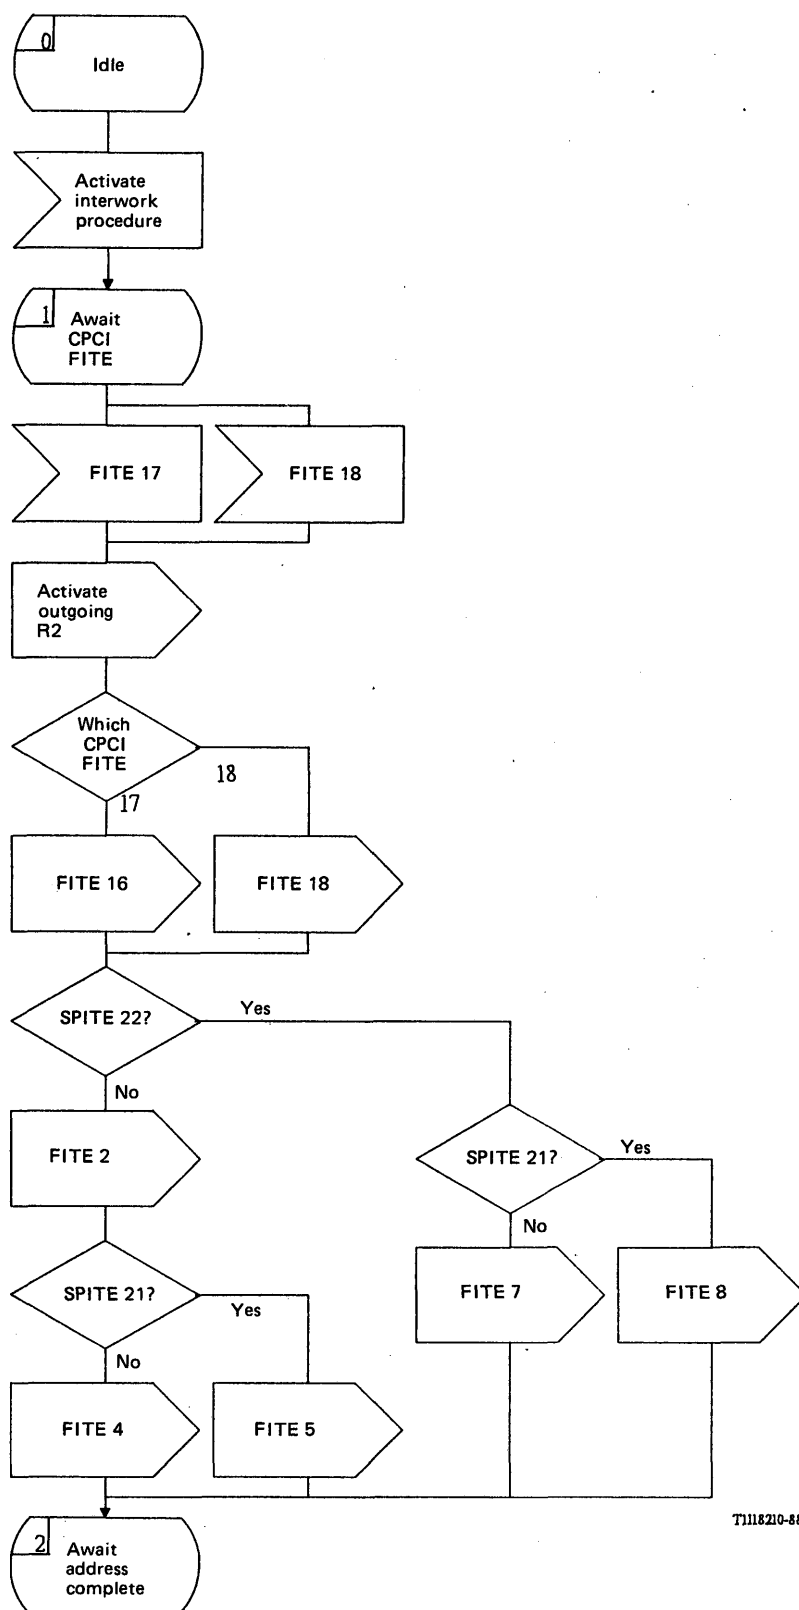 0
Idle
Activate
interwork
procedure
1
Await
CPCI
FITE
FITE 17
FITE 18
Activate
outgoing
R2
Which
CPCI
FITE
18
17
FITE 16
FITE 18
SPITE 22?
Yes
No
FITE 2
SPITE 21?
Yes
No
FITE 7
FITE 8
SPITE 21?
Yes
No
FITE 4
FITE 5
T1118210-88
2
Await
address
complete